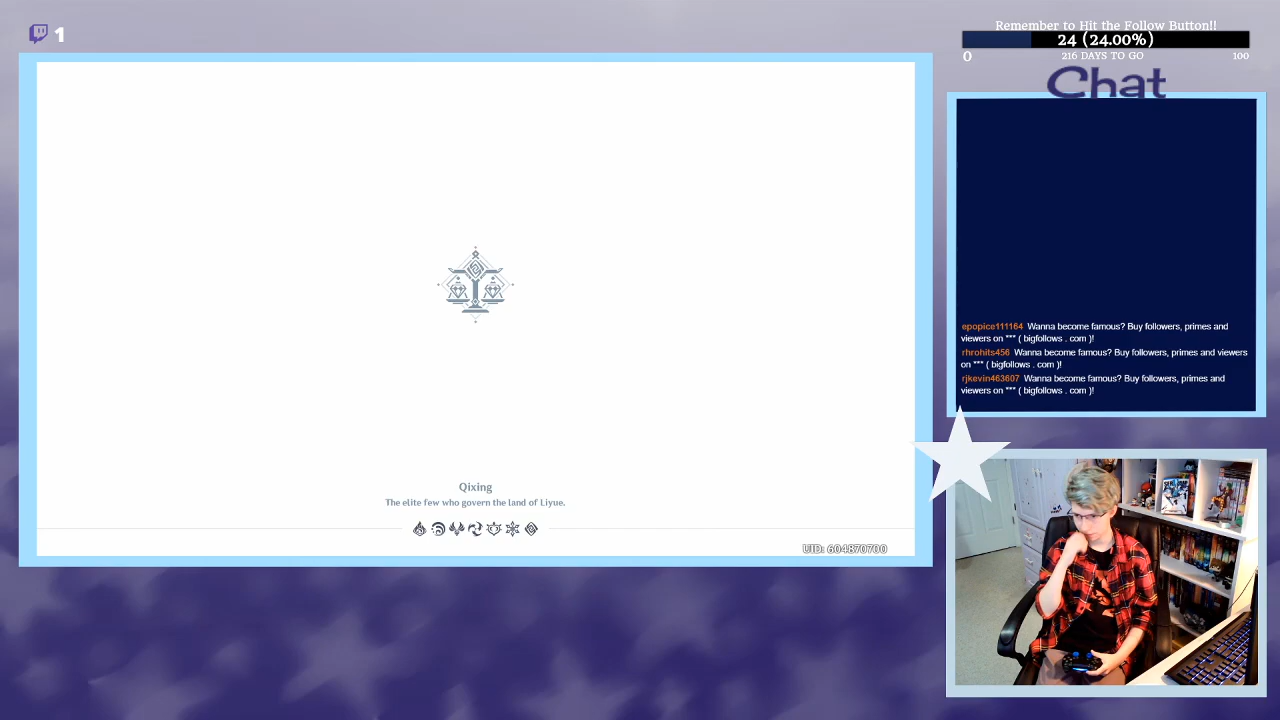 1
Remember to Hit the Follow Button!!
24 (24.00%)
0
216 DAYS TO GO
100
Chat
epopice111164 Wanna become famous? Buy followers, primes and
viewers on *** ( bigfollows . com )!
rhrohits456 Wanna become famous? Buy followers, primes and viewers
on *** ( bigfollows . com )!
rjkevin463607 Wanna become famous? Buy followers, primes and
viewers on *** ( bigfollows . com )!
Qixing
The elite few who govern the land of Liyue.
UID: 604870700